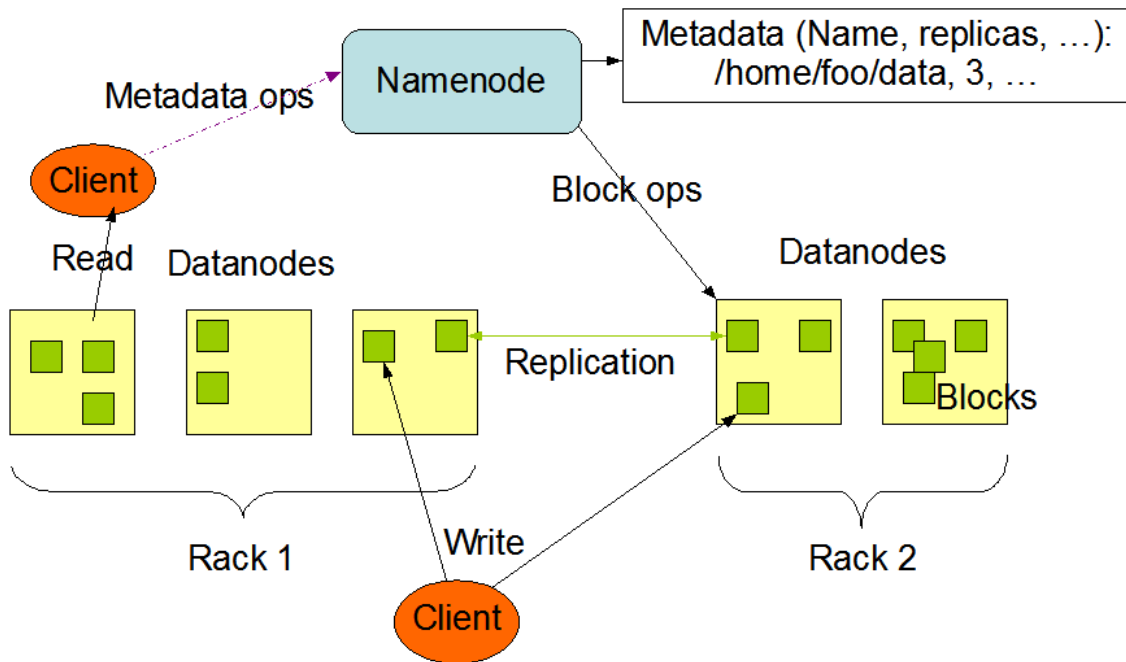 Metadata (Name, replicas, …):
/home/foo/data, 3, …
Namenode
Metadata ops
Client
Block ops
Read
Datanodes
Datanodes
Replication
Blocks
Rack 1
Write
Rack 2
Client